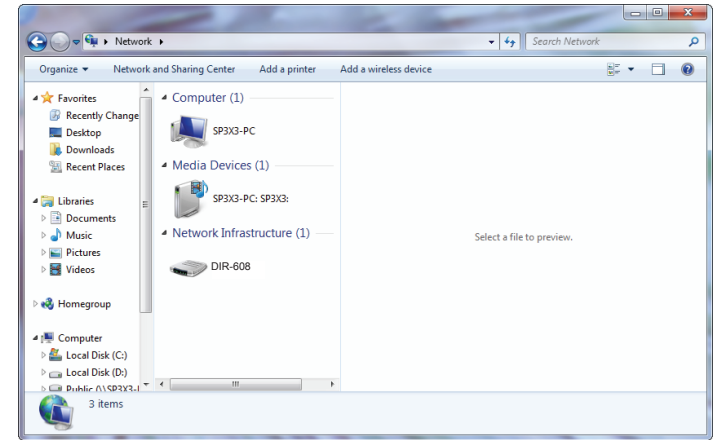 Network
Search Network
Organize
Network and Sharing Center
Add a printer
Add a wireless device
Favorites
Recently Change
Desktop
Downloads
Recent Places
Libraries
Documents
Music
Pictures
Videos
Homegroup
Computer
Local Disk (C:)
Local Disk (D:)
Public (\\SP3X3-
Computer (1)
SP3X3-PC
Media Devices (1)
SP3X3-PC: SP3X3:
Network Infrastructure (1)
DIR-608
Select a file to preview.
3 items